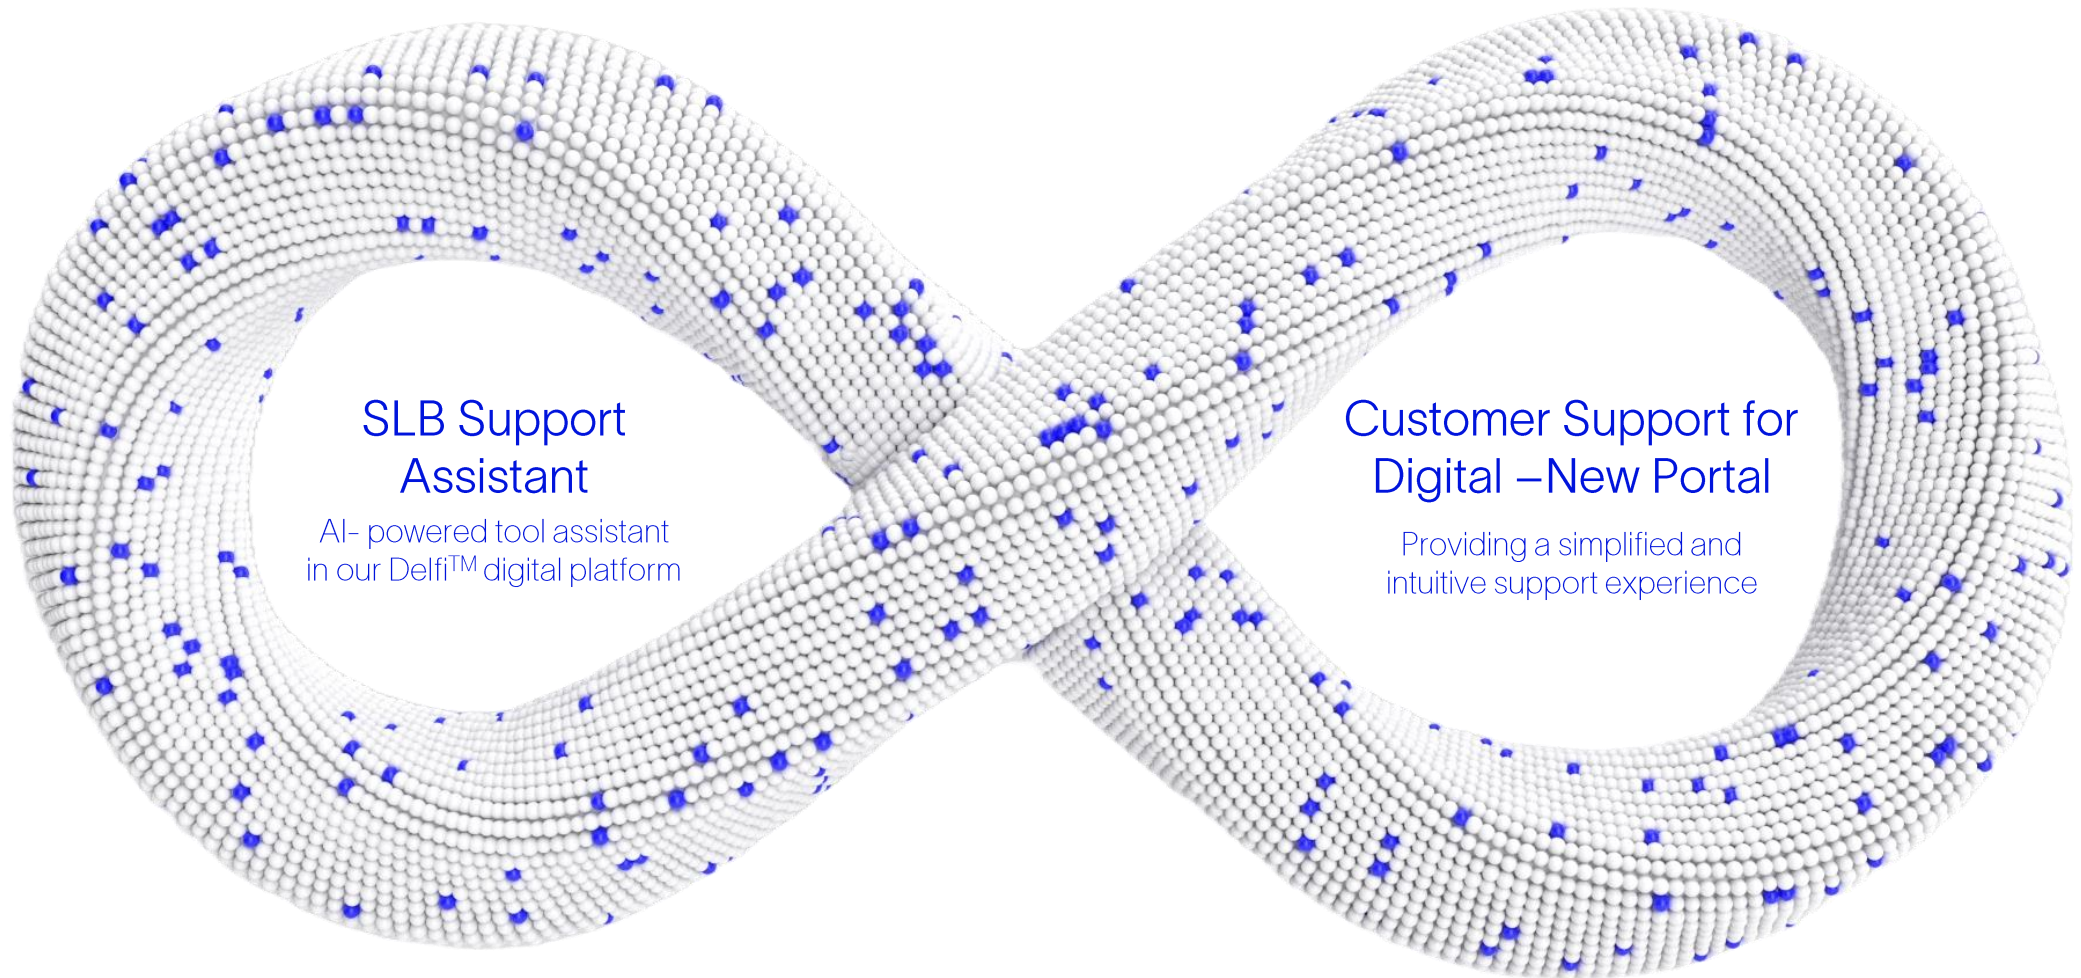 SLB Support
Assistant
AI- powered tool assistant
in our Delfi™ digital platform
Customer Support for
Digital –New Portal
Providing a simplified and
intuitive support experience